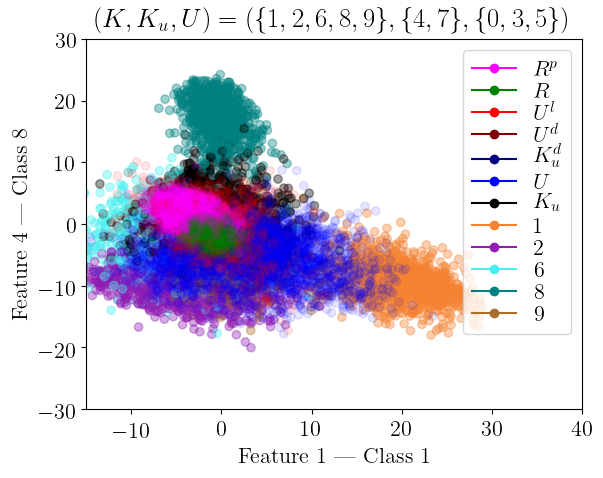 (K, K_u, U) = ({1, 2, 6, 8, 9}, {4, 7}, {0, 3, 5})
30
20
10
0
−10
−20
−30
−10
0
10
20
30
40
Feature 4 — Class 8
Feature 1 — Class 1
R^p
R
U^l
U^d
K_u^d
U
K_u
1
2
6
8
9